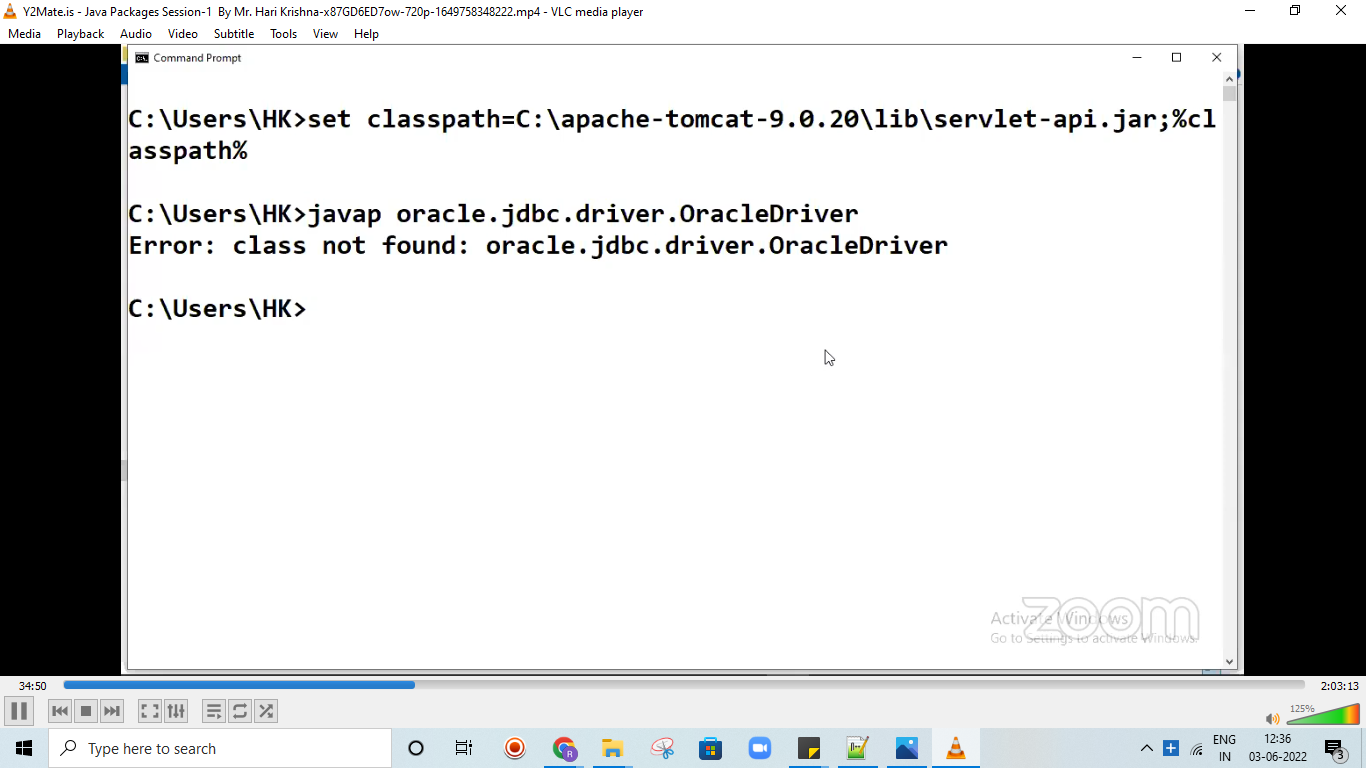 Y2Mate.is - Java Packages Session-1 By Mr. Hari Krishna-x87GD6ED7ow-720p-1649758348222.mp4 - VLC media player
Media Playback Audio Video Subtitle Tools View Help
Command Prompt
C:\Users\HK>set classpath=C:\apache-tomcat-9.0.20\lib\servlet-api.jar;%cl
asspath%
C:\Users\HK>javap oracle.jdbc.driver.OracleDriver
Error: class not found: oracle.jdbc.driver.OracleDriver
C:\Users\HK>
zoom
Activate Windows
Go to Settings to activate Windows.
34:50 2:03:13
125%
Type here to search
ENG 12:36
IN 03-06-2022 3